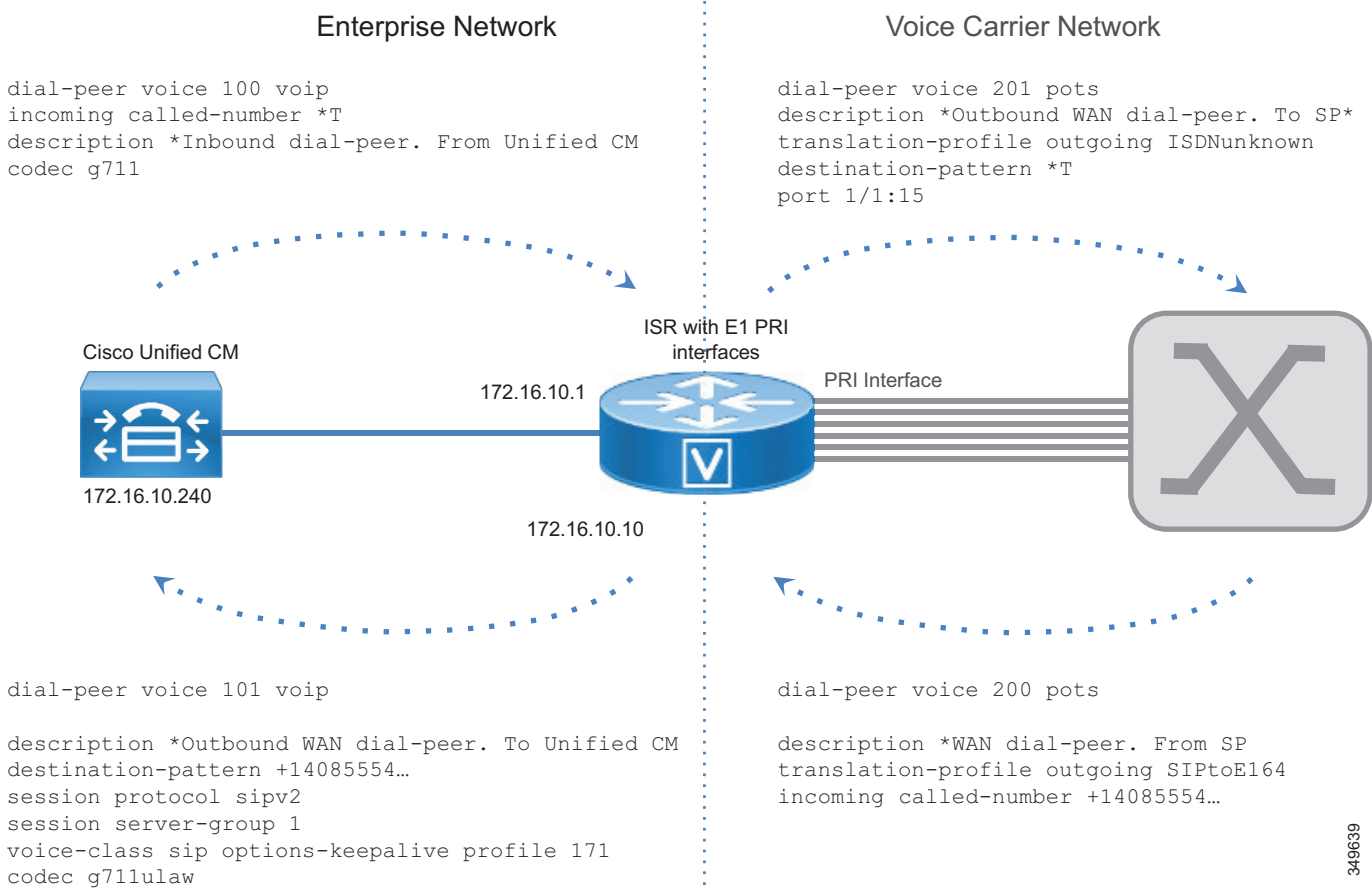 Enterprise Network
Voice Carrier Network
dial-peer voice 100 voip
incoming called-number *T
description *Inbound dial-peer. From Unified CM
codec g711
dial-peer voice 201 pots
description *Outbound WAN dial-peer. To SP*
translation-profile outgoing ISDNunknown
destination-pattern *T
port 1/1:15
ISR with E1 PRI
interfaces
Cisco Unified CM
172.16.10.1
PRI Interface
V
172.16.10.240
172.16.10.10
dial-peer voice 101 voip
description *Outbound WAN dial-peer. To Unified CM
destination-pattern +14085554…
session protocol sipv2
session server-group 1
voice-class sip options-keepalive profile 171
codec g711ulaw
dial-peer voice 200 pots
description *WAN dial-peer. From SP
translation-profile outgoing SIPtoE164
incoming called-number +14085554…
349639